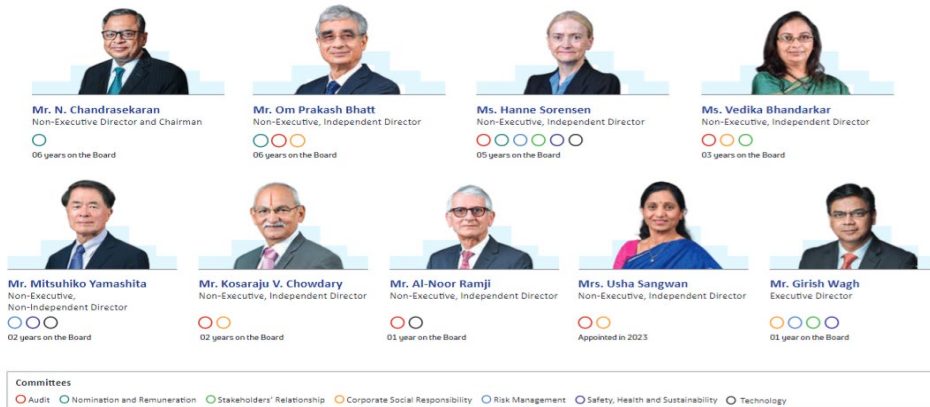 Mr. N. Chandrasekaran
Non-Executive Director and Chairman
06 years on the Board
Mr. Om Prakash Bhatt
Non-Executive, Independent Director
06 years on the Board
Ms. Hanne Sorensen
Non-Executive, Independent Director
05 years on the Board
Ms. Vedika Bhandarkar
Non-Executive, Independent Director
03 years on the Board
Mr. Mitsuhiko Yamashita
Non-Executive,
Non-Independent Director
02 years on the Board
Mr. Kosaraju V. Chowdary
Non-Executive, Independent Director
02 years on the Board
Mr. Al-Noor Ramji
Non-Executive, Independent Director
01 year on the Board
Mrs. Usha Sangwan
Non-Executive, Independent Director
Appointed in 2023
Mr. Girish Wagh
Executive Director
01 year on the Board
Committees
Audit Nomination and Remuneration Stakeholders' Relationship Corporate Social Responsibility Risk Management Safety, Health and Sustainability Technology